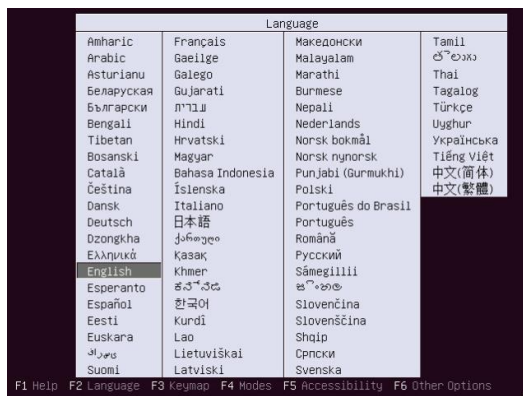 Language
Amharic
Arabic
Asturianu
Беларуская
Български
Bengali
Tibetan
Bosanski
Català
Čeština
Dansk
Deutsch
Dzongkha
Ελληνικά
English
Esperanto
Español
Eesti
Euskara
فارسی
Suomi
Français
Gaeilge
Galego
Gujarati
עברית
Hindi
Hrvatski
Magyar
Bahasa Indonesia
Íslenska
Italiano
日本語
ქართული
Қазақ
Khmer
ಕನ್ನಡ
한국어
Kurdî
Lao
Lietuviškai
Latviski
Македонски
Malayalam
Marathi
Burmese
Nepali
Nederlands
Norsk bokmål
Norsk nynorsk
Punjabi (Gurmukhi)
Polski
Português do Brasil
Português
Română
Русский
Sámegillii
සිංහල
Slovenčina
Slovenščina
Shqip
Српски
Svenska
Tamil
తెలుగు
Thai
Tagalog
Türkçe
Uyghur
Українська
Tiếng Việt
中文(简体)
中文(繁體)
F1 Help F2 Language F3 Keymap F4 Modes F5 Accessibility F6 Other Options